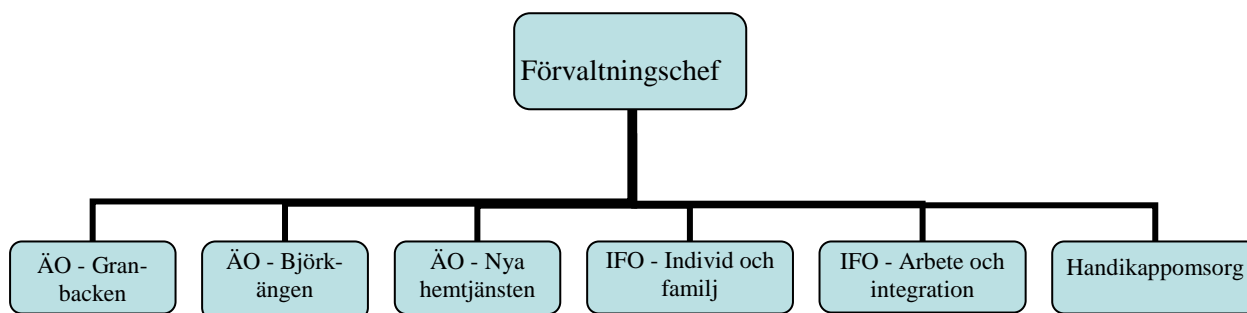 Förvaltningschef
ÄO - Gran-
backen
ÄO - Björk-
ängen
ÄO - Nya
hemtjänsten
IFO - Individ och
familj
IFO - Arbete och
integration
Handikappomsorg